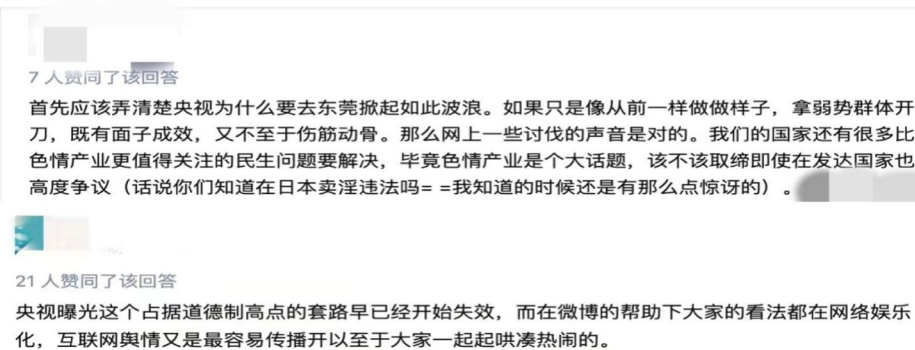 7 人赞同了该回答
首先应该弄清楚央视为什么要去东莞掀起如此波浪。如果只是像从前一样做做样子，拿弱势群体开
刀，既有面子成效，又不至于伤筋动骨。那么网上一些讨伐的声音是对的。我们的国家还有很多比
色情产业更值得关注的民生问题要解决，毕竟色情产业是个大话题，该不该取缔即使在发达国家也
高度争议（话说你们知道在日本卖淫违法吗= =我知道的时候还是有那么点惊讶的）。
21 人赞同了该回答
央视曝光这个占据道德制高点的套路早已经开始失效，而在微博的帮助下大家的看法都在网络娱乐
化，互联网舆情又是最容易传播开以至于大家一起起哄凑热闹的。